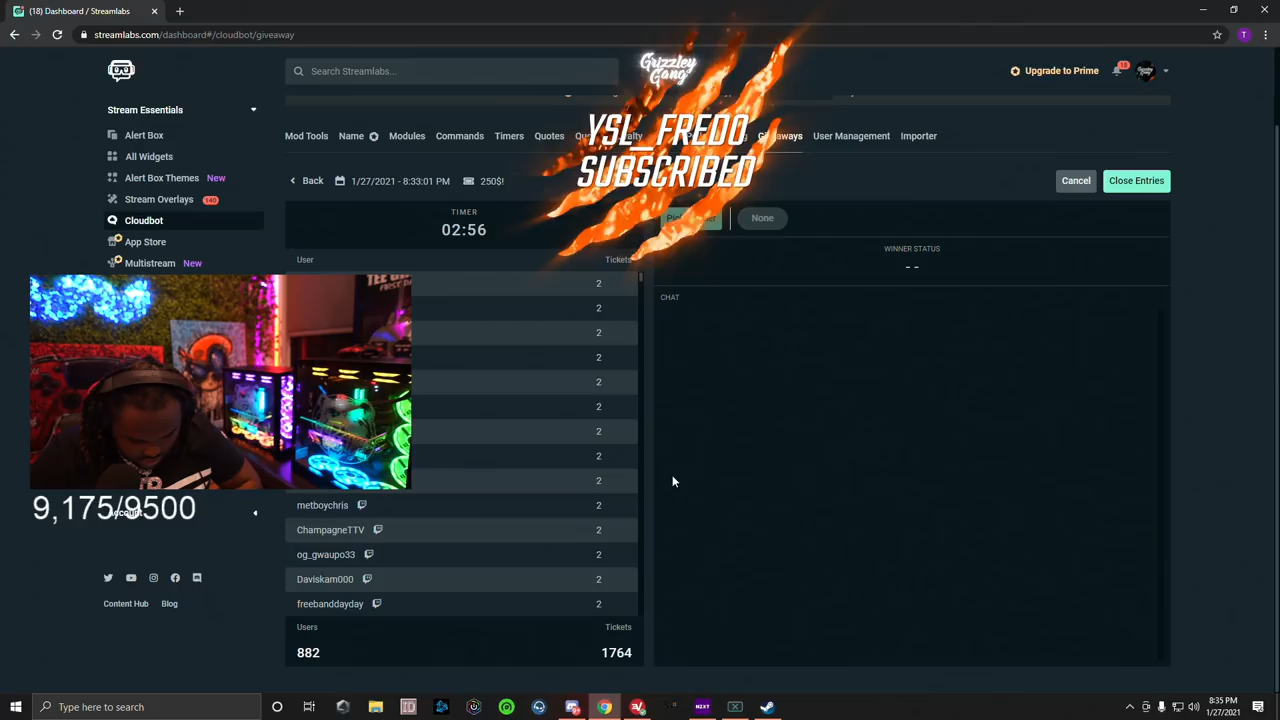 (18) Dashboard / Streamlabs
streamlabs.com/dashboard#/cloudbot/giveaway
T
Grizzley
Gang
Search Streamlabs...
Upgrade to Prime
18
Stream Essentials
Alert Box
All Widgets
Alert Box Themes New
Stream Overlays 140
Cloudbot
App Store
Multistream New
Mod Tools Name Modules Commands Timers Quotes Giveaways User Management Importer
YSL_FREDO
SUBSCRIBED
Back 1/27/2021 - 8:33:01 PM 250$!
Cancel Close Entries
TIMER
02:56
None
WINNER STATUS
--
User Tickets
CHAT
2
2
2
2
2
2
2
2
2
metboychris 2
ChampagneTTV 2
og_gwaupo33 2
Daviskam000 2
freebanddayday 2
Users Tickets
882 1764
9,175/9500
Account
Content Hub Blog
Type here to search
NZXT
8:35 PM
1/27/2021